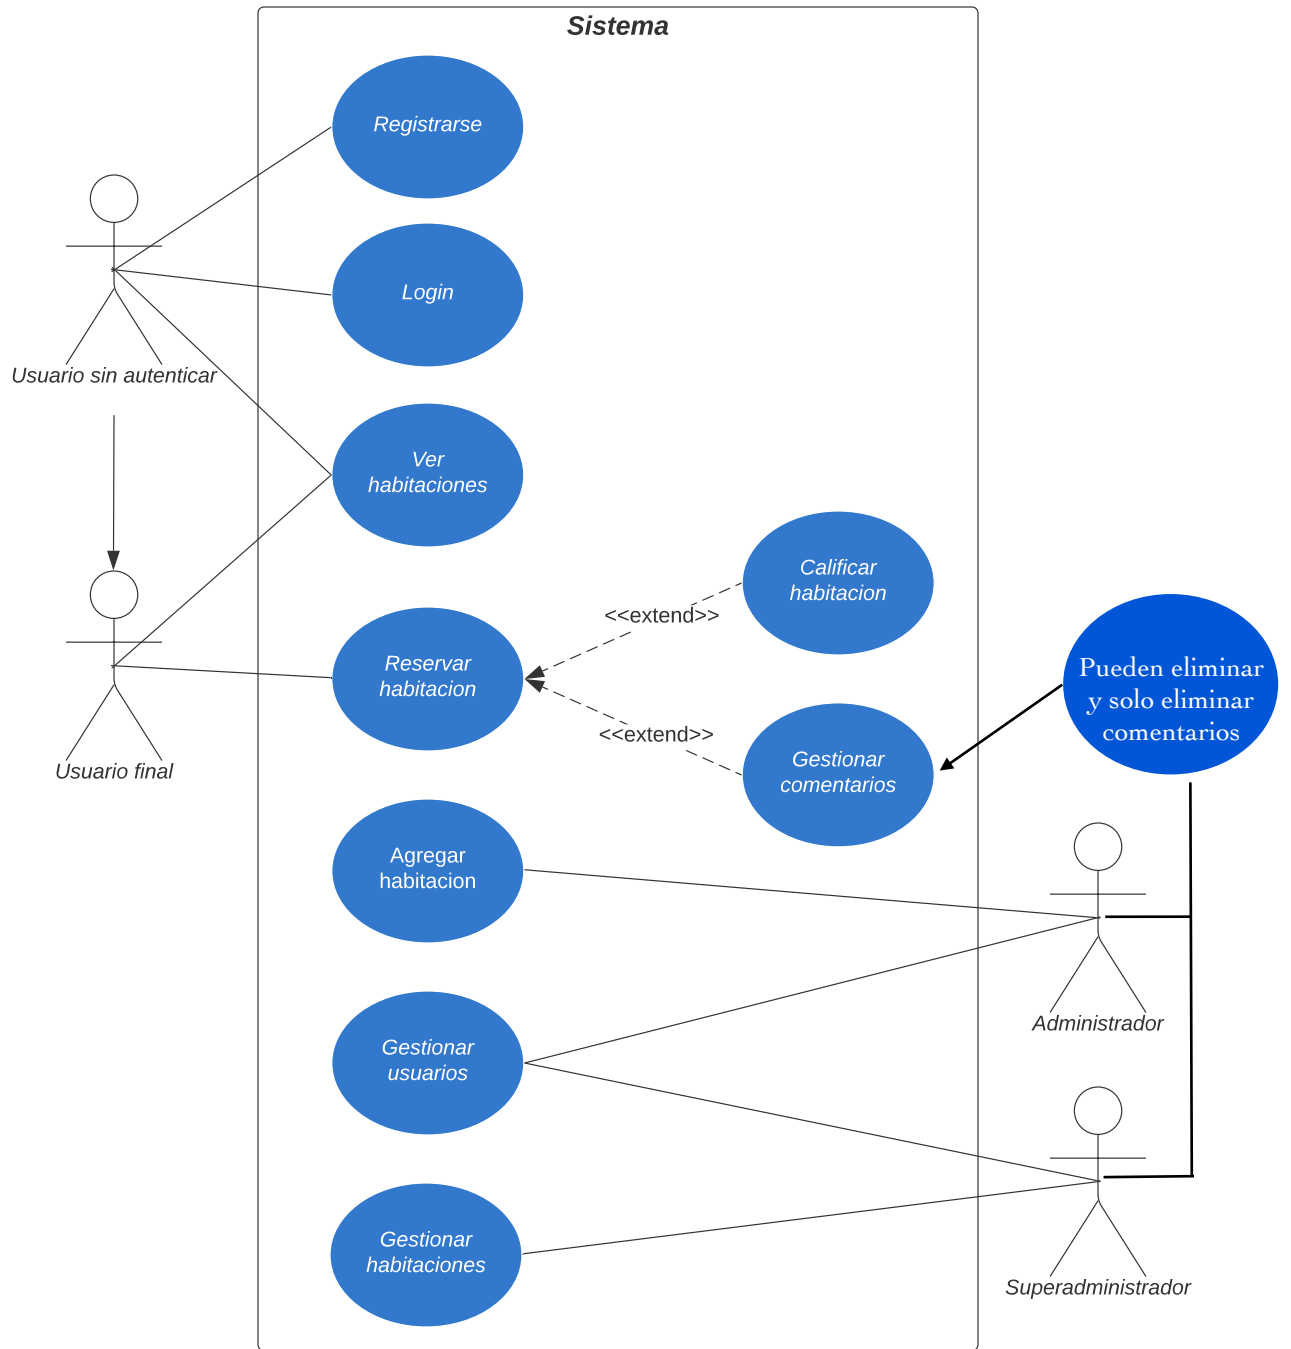 Sistema
Registrarse
Login
Usuario sin autenticar
Ver
habitaciones
Calificar
habitacion
<<extend>>
Reservar
habitacion
Pueden eliminar
y solo eliminar
comentarios
<<extend>>
Gestionar
comentarios
Usuario final
Agregar
habitacion
Administrador
Gestionar
usuarios
Gestionar
habitaciones
Superadministrador